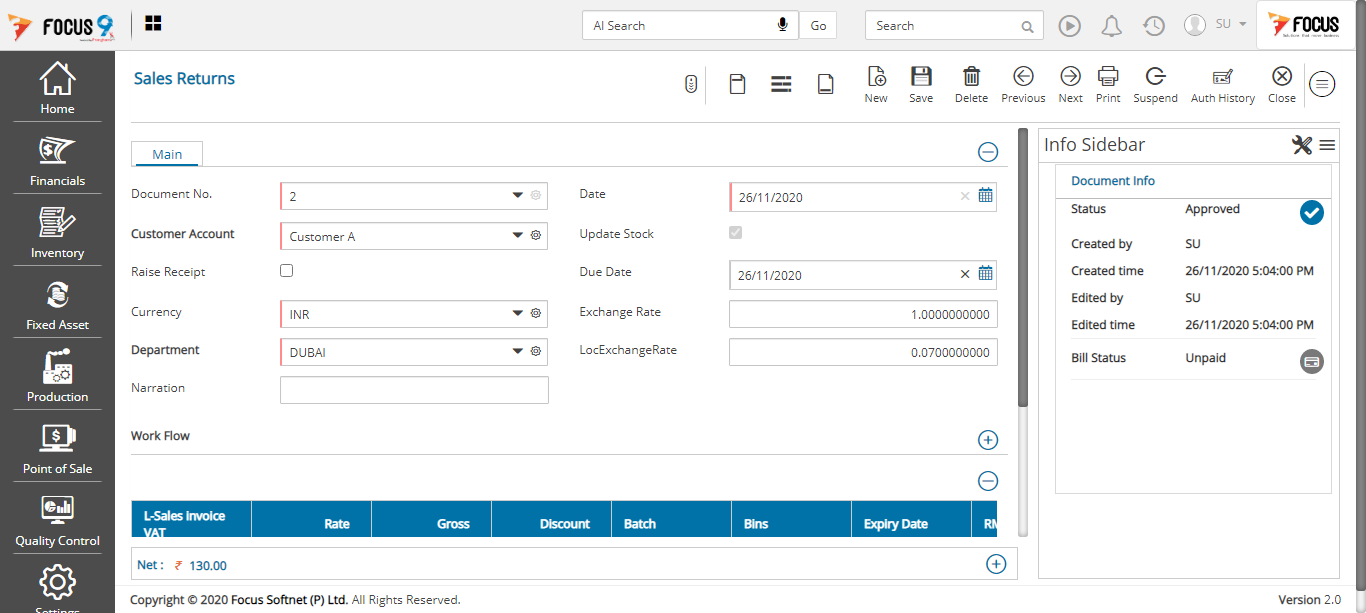 FOCUS 9
AI Search
Go
Search
SU
FOCUS
Home
Financials
Inventory
Fixed Asset
Production
Point of Sale
Quality Control
Settings
Sales Returns
New
Save
Delete
Previous
Next
Print
Suspend
Auth History
Close
Main
Document No.
2
Date
26/11/2020
Customer Account
Customer A
Update Stock
Raise Receipt
Due Date
26/11/2020
Currency
INR
Exchange Rate
1.0000000000
Department
DUBAI
LocExchangeRate
0.0700000000
Narration
Work Flow
L-Sales Invoice
VAT
Rate
Gross
Discount
Batch
Bins
Expiry Date
RM
Net : ₹ 130.00
Info Sidebar
Document Info
Status Approved
Created by SU
Created time 26/11/2020 5:04:00 PM
Edited by SU
Edited time 26/11/2020 5:04:00 PM
Bill Status Unpaid
Copyright © 2020 Focus Softnet (P) Ltd. All Rights Reserved.
Version 2.0